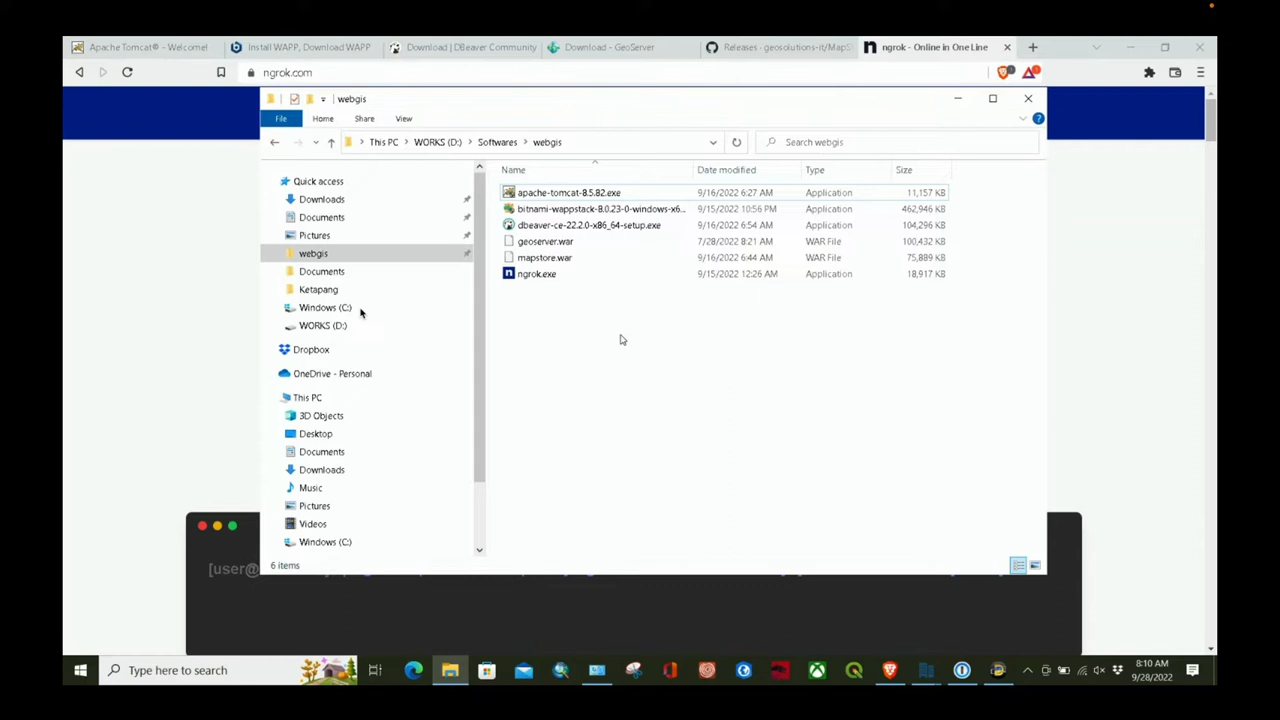 Apache Tomcat® - Welcome!
Install WAPP, Download WAPP
Download | DBeaver Community
Download - GeoServer
Releases - geosolutions-it/MapS
ngrok - Online in One Line
ngrok.com
webgis
File
Home
Share
View
This PC > WORKS (D:) > Softwares > webgis
Search webgis
Name
Date modified
Type
Size
apache-tomcat-8.5.82.exe 9/16/2022 6:27 AM Application 11,157 KB
bitnami-wappstack-8.0.23-0-windows-x6... 9/15/2022 10:56 PM Application 462,946 KB
dbeaver-ce-22.2.0-x86_64-setup.exe 9/16/2022 6:54 AM Application 104,296 KB
geoserver.war 7/28/2022 8:21 AM WAR File 100,432 KB
mapstore.war 9/16/2022 6:44 AM WAR File 75,889 KB
ngrok.exe 9/15/2022 12:26 AM Application 18,917 KB
Quick access
Downloads
Documents
Pictures
webgis
Documents
Ketapang
Windows (C:)
WORKS (D:)
Dropbox
OneDrive - Personal
This PC
3D Objects
Desktop
Documents
Downloads
Music
Pictures
Videos
Windows (C:)
6 items
[user@
Type here to search
8:10 AM
9/28/2022